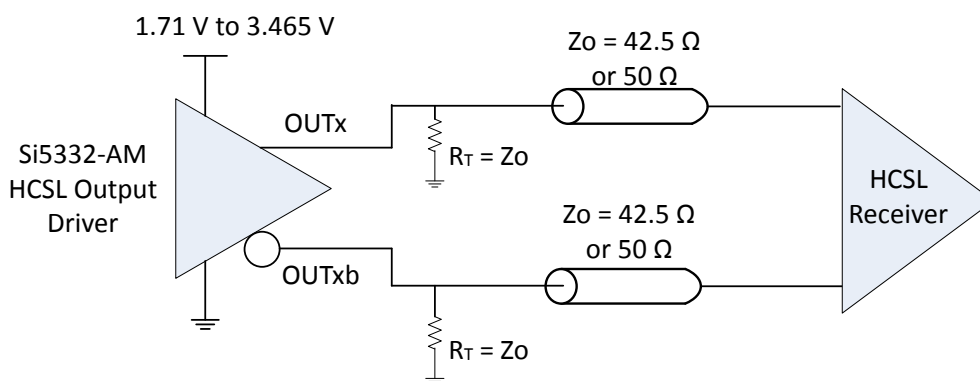 1.71 V to 3.465 V
Zo = 42.5 Ω
or 50 Ω
OUTx
Si5332-AM
HCSL Output
Driver
RT = Zo
HCSL
Receiver
Zo = 42.5 Ω
or 50 Ω
OUTxb
RT = Zo